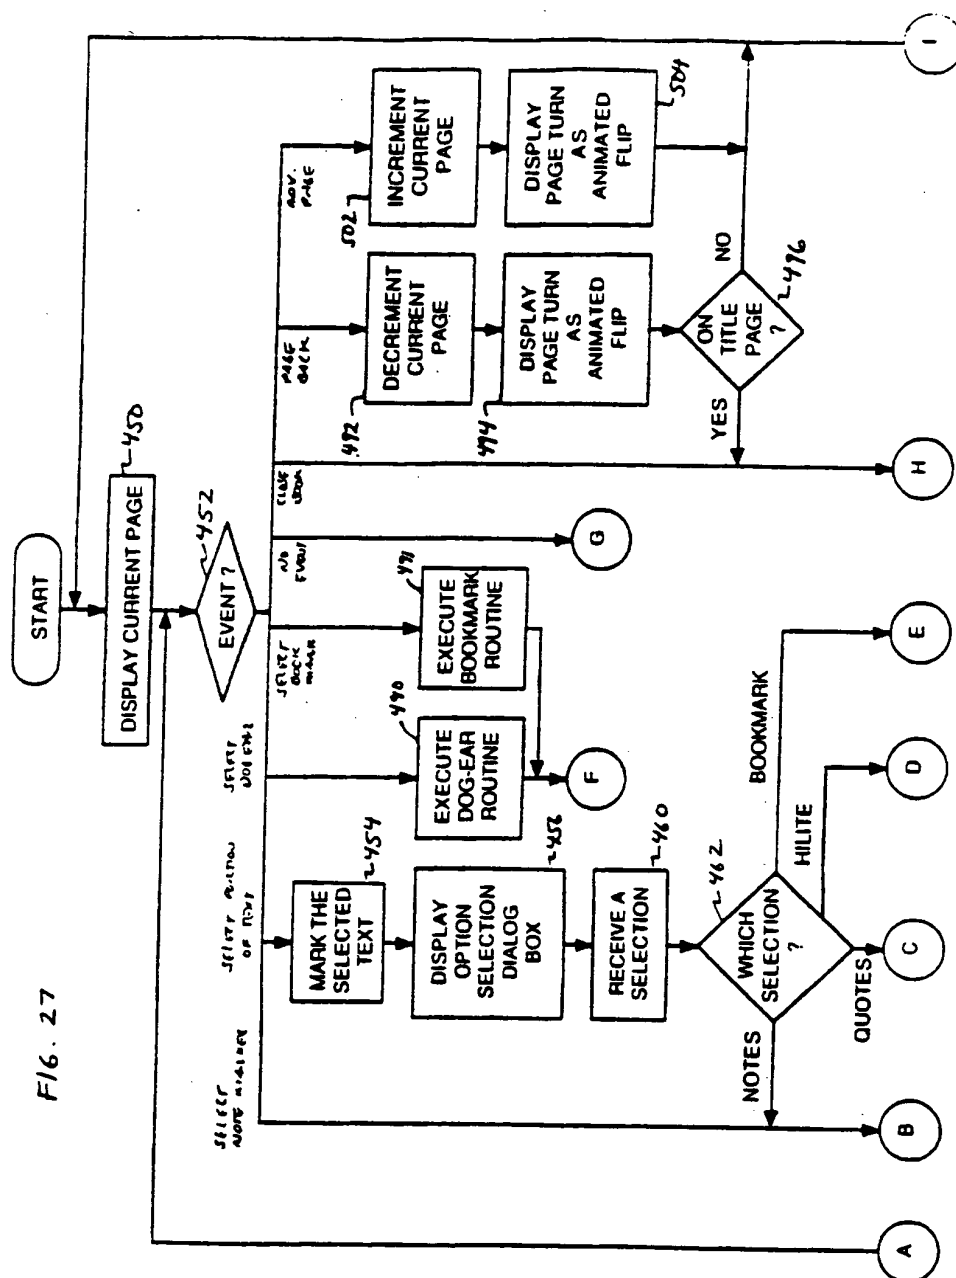 FIG. 27
START
DISPLAY CURRENT PAGE
450
EVENT ?
452
SELECT
NOTE MARKER
SELECT PORTION
OF TEXT
SELECT
DOG EAR
SELECT
BOOK
MARK
NO
EVENT
CLOSE
BOOK
PAGE
BACK
ADV.
PAGE
MARK THE
SELECTED
TEXT
454
DISPLAY
OPTION
SELECTION
DIALOG
BOX
456
RECEIVE A
SELECTION
460
WHICH
SELECTION
?
462
NOTES
QUOTES
HILITE
BOOKMARK
490
EXECUTE
DOG-EAR
ROUTINE
491
EXECUTE
BOOKMARK
ROUTINE
492
DECREMENT
CURRENT
PAGE
494
DISPLAY
PAGE TURN
AS
ANIMATED
FLIP
ON
TITLE
PAGE
?
496
YES
NO
502
INCREMENT
CURRENT
PAGE
DISPLAY
PAGE TURN
AS
ANIMATED
FLIP
504
A
B
C
D
E
F
G
H
I